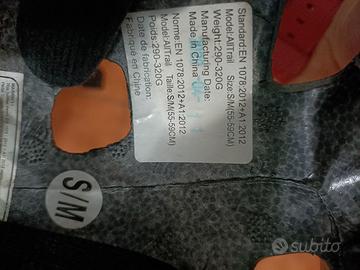 Standard:EN 1078:2012+A1:2012
Model:AllTrail Size:S/M(55-59CM)
Weight:290-320G
Manufacturing Date:
Made in China
Norme:EN 1078:2012+A1:2012
Model:AllTrail Taille:S/M(55-59CM)
Poids:290-320G
Date de fabrication:
Fabriqué en Chine
S/M
subito